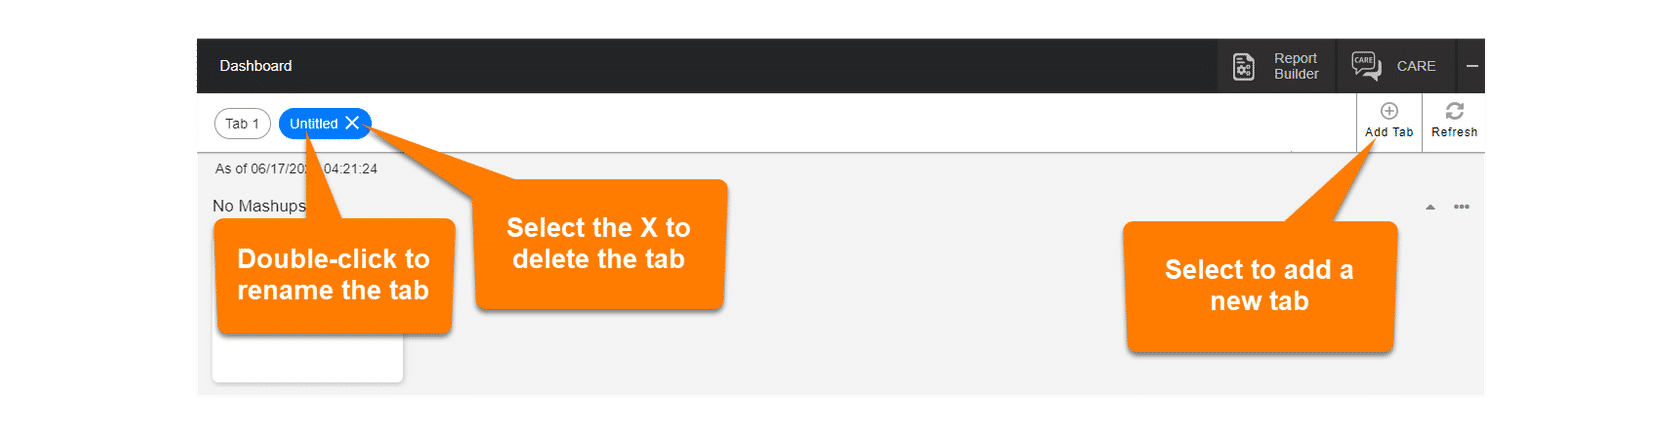 Dashboard
Report
Builder
CARE
CARE
Tab 1
Untitled
Add Tab
Refresh
As of 06/17/20 04:21:24
No Mashups
Double-click to
rename the tab
Select the X to
delete the tab
Select to add a
new tab